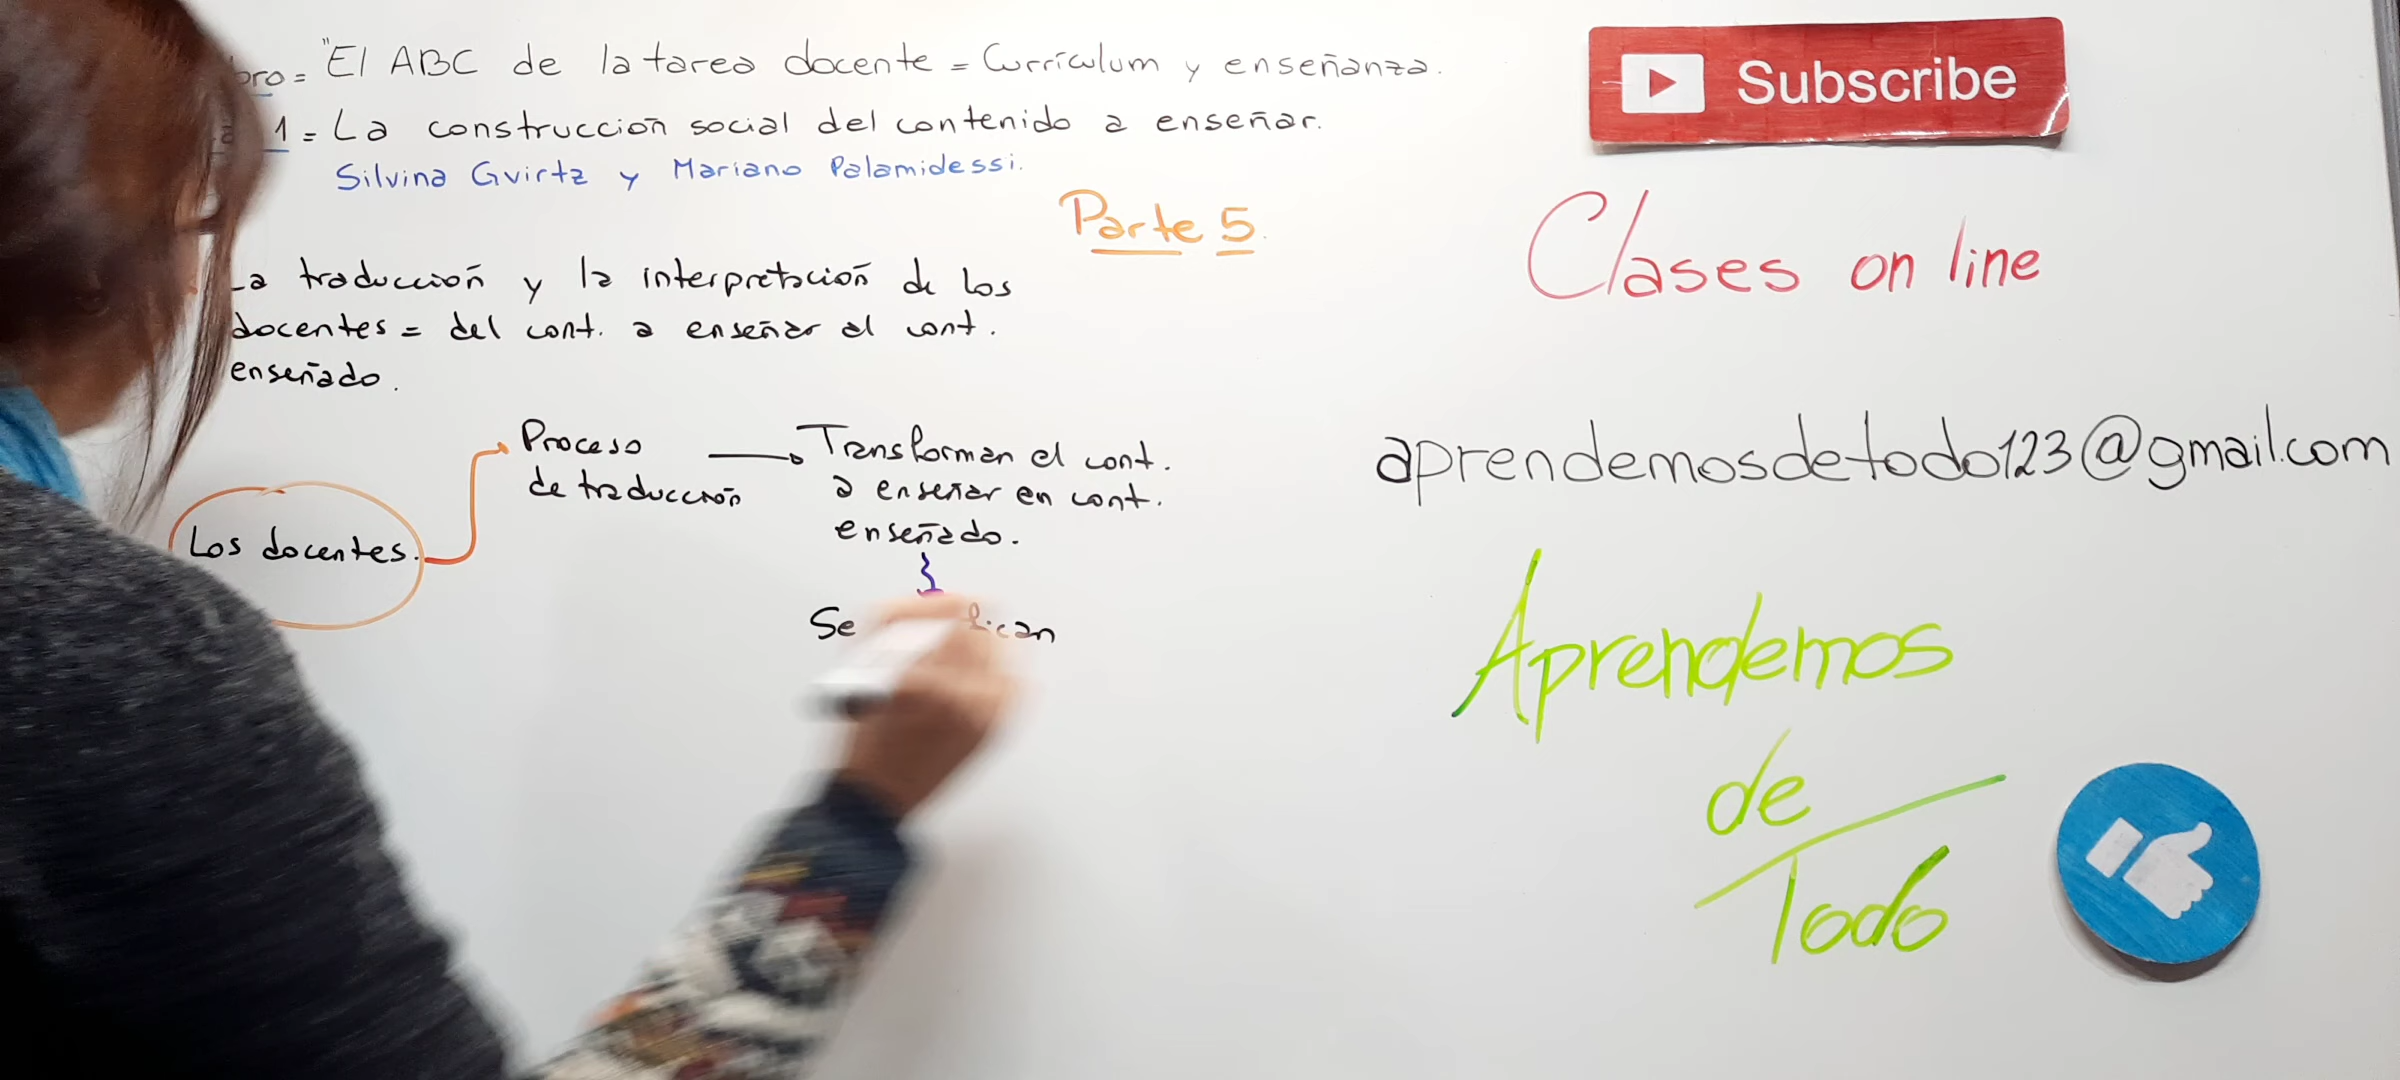 "El ABC de la tarea docente = Currículum y enseñanza.
1 = La construcción social del contenido a enseñar.
Silvina Gvirtz y Mariano Palamidessi.
Parte 5.
La traducción y la interpretación de los
docentes = del cont. a enseñar al cont.
enseñado.
Proceso
de traducción
Transforman el cont.
a enseñar en cont.
enseñado.
Los docentes.
Se
Subscribe
Clases on line
aprendemosdetodo123@gmail.com
Aprendemos
de
Todo